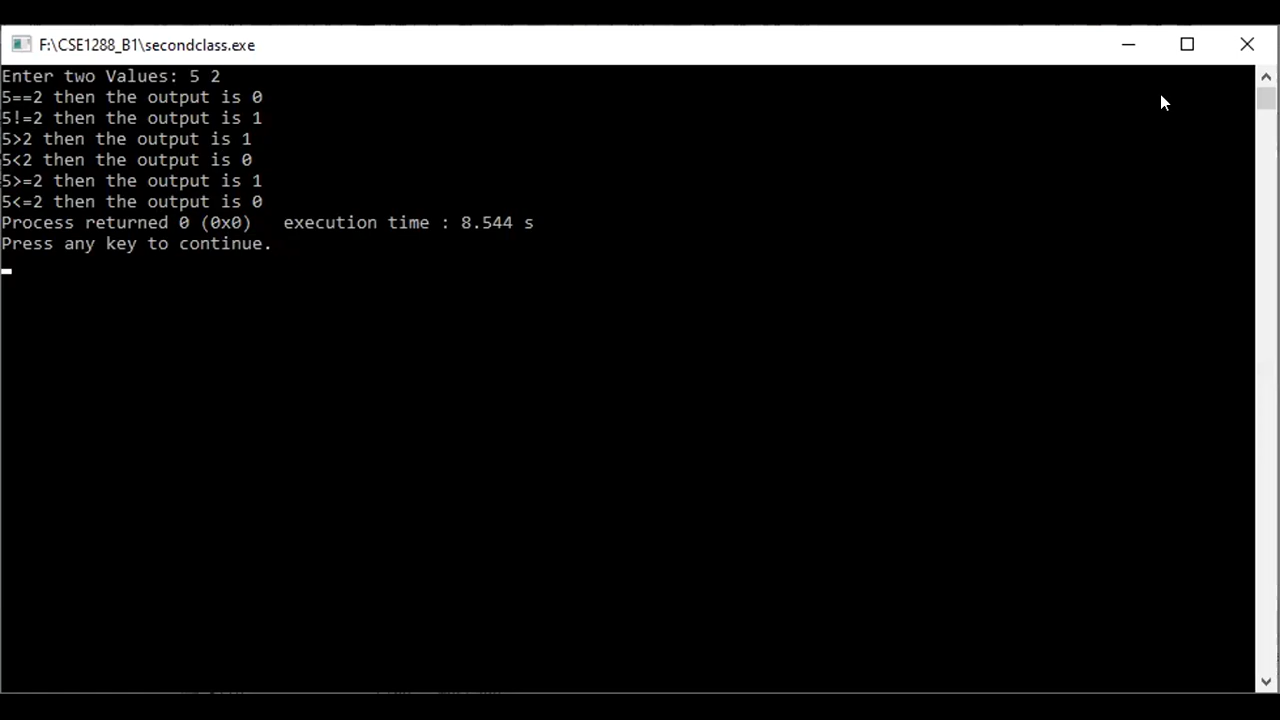 F:\CSE1288_B1\secondclass.exe
Enter two Values: 5 2
5==2 then the output is 0
5!=2 then the output is 1
5>2 then the output is 1
5<2 then the output is 0
5>=2 then the output is 1
5<=2 then the output is 0
Process returned 0 (0x0)   execution time : 8.544 s
Press any key to continue.